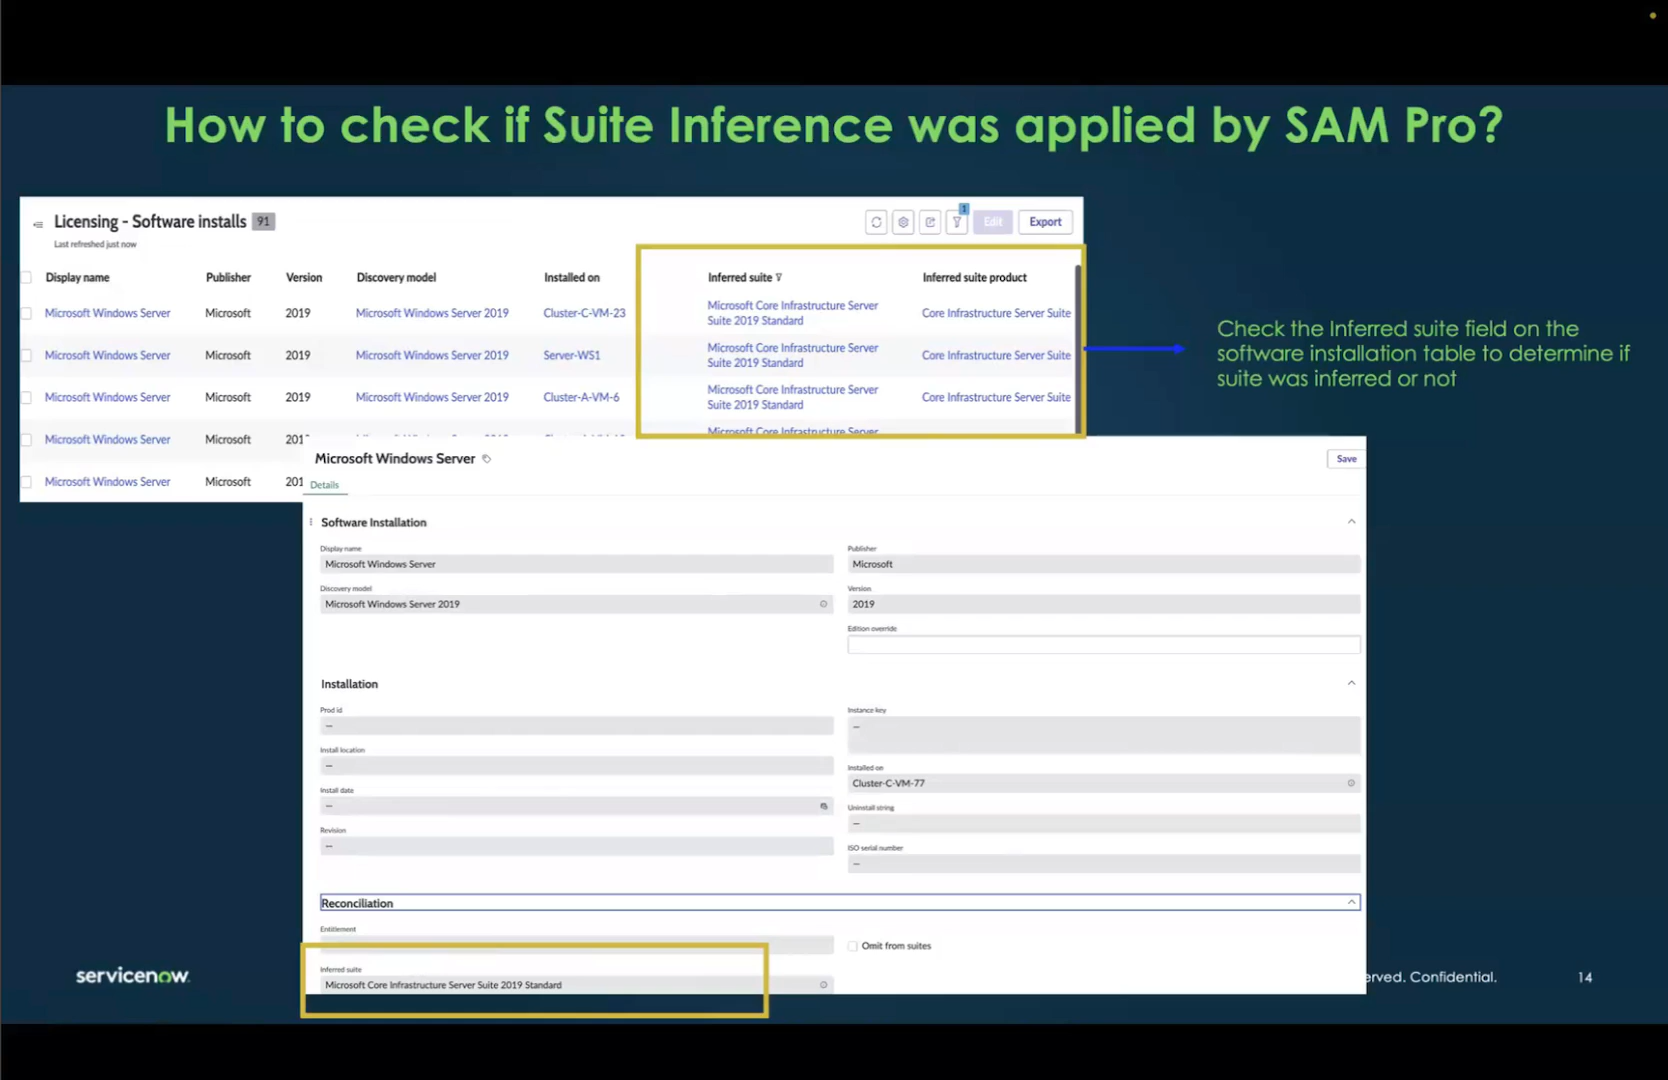 How to check if Suite Inference was applied by SAM Pro?
Licensing - Software installs 91
Last refreshed just now
1
Edit
Export
Display name Publisher Version Discovery model Installed on Inferred suite Inferred suite product
Microsoft Windows Server Microsoft 2019 Microsoft Windows Server 2019 Cluster-C-VM-23 Microsoft Core Infrastructure Server Core Infrastructure Server Suite
Suite 2019 Standard
Microsoft Windows Server Microsoft 2019 Microsoft Windows Server 2019 Server-WS1 Microsoft Core Infrastructure Server Core Infrastructure Server Suite
Suite 2019 Standard
Microsoft Windows Server Microsoft 2019 Microsoft Windows Server 2019 Cluster-A-VM-6 Microsoft Core Infrastructure Server Core Infrastructure Server Suite
Suite 2019 Standard
Microsoft Windows Server Microsoft 201 Microsoft Core Infrastructure Server
Microsoft Windows Server Microsoft 201
Check the Inferred suite field on the
software installation table to determine if
suite was inferred or not
Microsoft Windows Server
Save
Details
Software Installation
Display name
Microsoft Windows Server
Publisher
Microsoft
Discovery model
Microsoft Windows Server 2019
Version
2019
Edition override
Installation
Prod id
--
Instance key
--
Install location
--
Installed on
Cluster-C-VM-77
Install date
--
Uninstall string
--
Revision
--
ISO serial number
--
Reconciliation
Entitlement
Omit from suites
Inferred suite
Microsoft Core Infrastructure Server Suite 2019 Standard
servicenow
erved. Confidential.
14